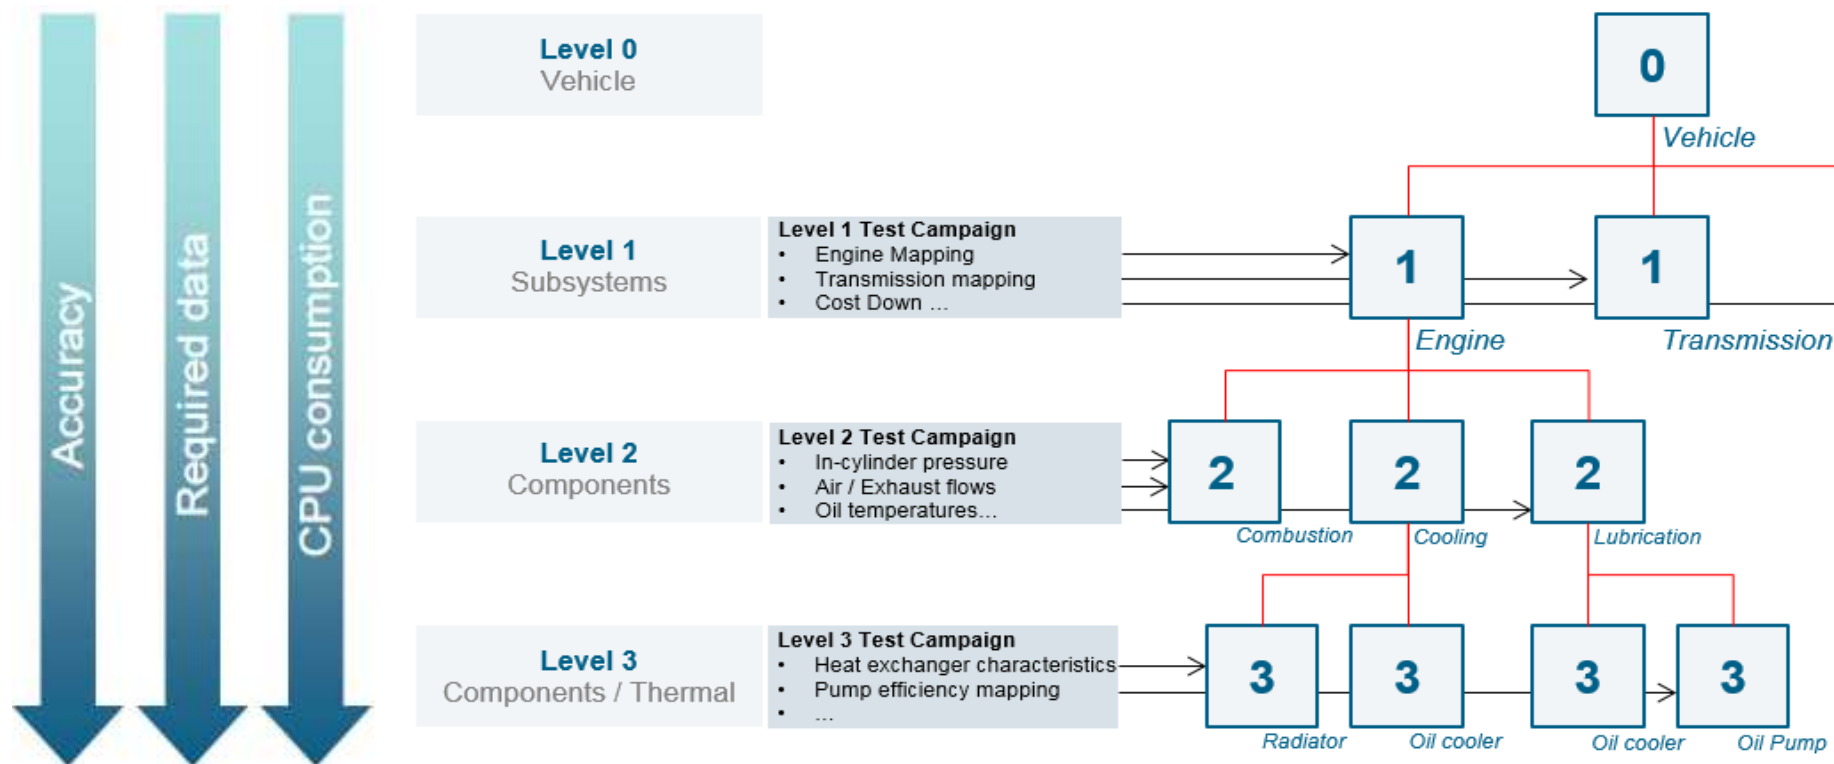 Accuracy
Required data
CPU consumption
Level 0
Vehicle
0
Vehicle
Level 1
Subsystems
Level 1 Test Campaign
• Engine Mapping
• Transmission mapping
• Cost Down ...
1
1
Engine
Transmission
Level 2
Components
Level 2 Test Campaign
• In-cylinder pressure
• Air / Exhaust flows
• Oil temperatures...
2
2
2
Combustion
Cooling
Lubrication
Level 3
Components / Thermal
Level 3 Test Campaign
• Heat exchanger characteristics
• Pump efficiency mapping
• ...
3
3
3
3
Radiator
Oil cooler
Oil cooler
Oil Pump